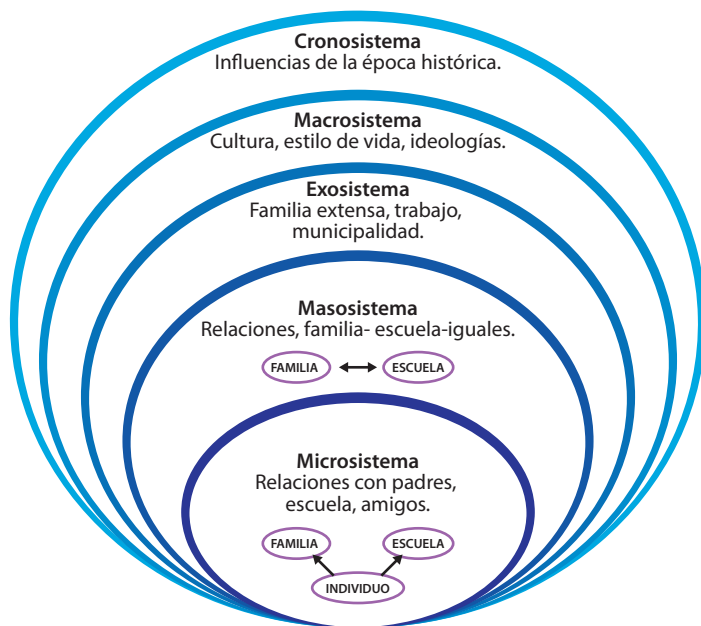 Cronosistema
Influencias de la época histórica.
Macrosistema
Cultura, estilo de vida, ideologías.
Exosistema
Familia extensa, trabajo,
municipalidad.
Masosistema
Relaciones, familia- escuela-iguales.
FAMILIA
ESCUELA
Microsistema
Relaciones con padres,
escuela, amigos.
FAMILIA
ESCUELA
INDIVIDUO